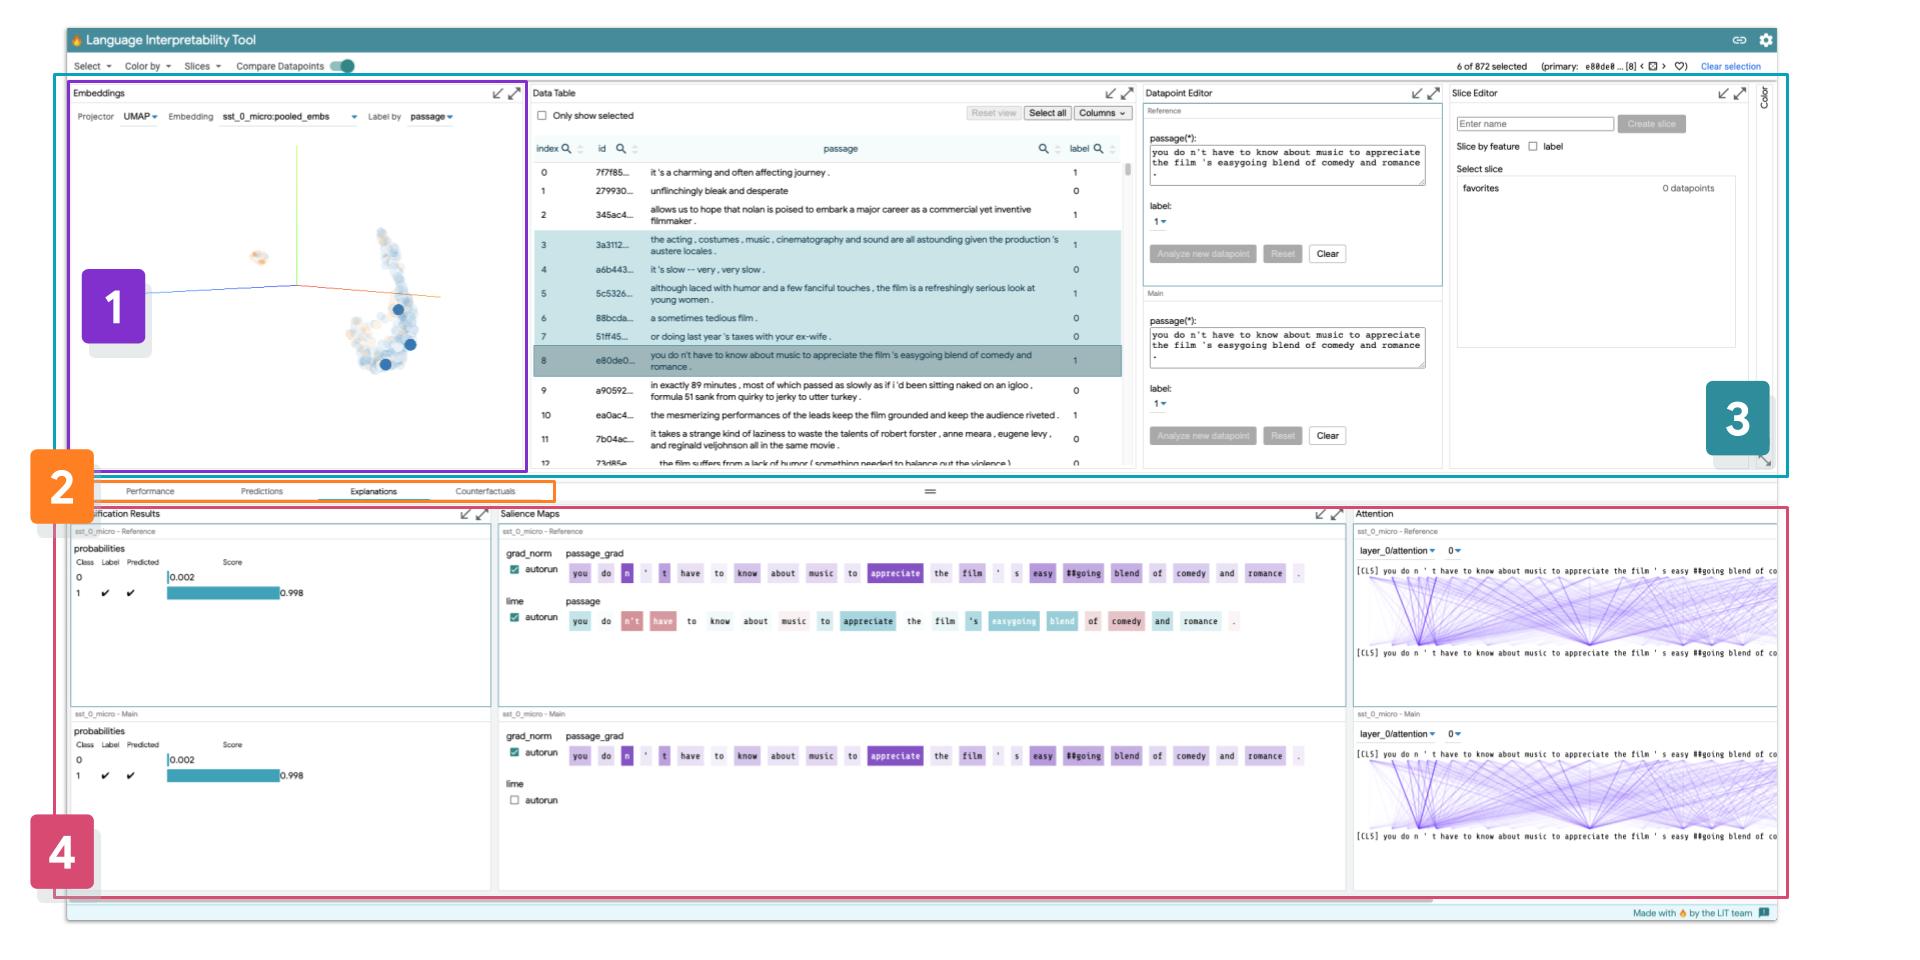 Language Interpretability Tool
Select Color by Slices Compare Datapoints 6 of 872 selected (primary: e80de0 ... [8] < > ) Clear selection
Embeddings
Projector UMAP Embedding sst_0_micro:pooled_embs Label by passage
1
Data Table
Only show selected Reset view Select all Columns
index id passage label
0 7f7f85... it 's a charming and often affecting journey . 1
1 279930... unflinchingly bleak and desperate 0
2 345ac4... allows us to hope that nolan is poised to embark a major career as a commercial yet inventive
filmmaker . 1
3 3a3112... the acting , costumes , music , cinematography and sound are all astounding given the production 's
austere locales . 1
4 a6b443... it 's slow -- very , very slow . 0
5 5c5326... although laced with humor and a few fanciful touches , the film is a refreshingly serious look at
young women . 1
6 88bcda... a sometimes tedious film . 0
7 51ff45... or doing last year 's taxes with your ex-wife . 0
8 e80de0... you do n't have to know about music to appreciate the film 's easygoing blend of comedy and
romance . 1
9 a90592... in exactly 89 minutes , most of which passed as slowly as if i 'd been sitting naked on an igloo ,
formula 51 sank from quirky to jerky to utter turkey . 0
10 ea0ac4... the mesmerizing performances of the leads keep the film grounded and keep the audience riveted . 1
11 7b04ac... it takes a strange kind of laziness to waste the talents of robert forster , anne meara , eugene levy ,
and reginald veljohnson all in the same movie . 0
12 73d85e... the film suffers from a lack of humor ( something needed to balance out the violence ) 0
Datapoint Editor
Reference
passage(*):
you do n't have to know about music to appreciate
the film 's easygoing blend of comedy and romance
.
label:
1
Analyze new datapoint Reset Clear
Main
passage(*):
you do n't have to know about music to appreciate
the film 's easygoing blend of comedy and romance
.
label:
1
Analyze new datapoint Reset Clear
Slice Editor
Enter name Create slice
Slice by feature label
Select slice
favorites 0 datapoints
Color
3
2
Performance Predictions Explanations Counterfactuals
ification Results
sst_0_micro - Reference
probabilities
Class Label Predicted Score
0 0.002
1 ✔ ✔ 0.998
sst_0_micro - Main
probabilities
Class Label Predicted Score
0 0.002
1 ✔ ✔ 0.998
4
Salience Maps
sst_0_micro - Reference
grad_norm passage_grad
autorun you do n ' t have to know about music to appreciate the film ' s easy ##going blend of comedy and romance .
lime passage
autorun you do n't have to know about music to appreciate the film 's easygoing blend of comedy and romance .
sst_0_micro - Main
grad_norm passage_grad
autorun you do n ' t have to know about music to appreciate the film ' s easy ##going blend of comedy and romance .
lime
autorun
Attention
sst_0_micro - Reference
layer_0/attention 0
[CLS] you do n ' t have to know about music to appreciate the film ' s easy ##going blend of co
[CLS] you do n ' t have to know about music to appreciate the film ' s easy ##going blend of co
sst_0_micro - Main
layer_0/attention 0
[CLS] you do n ' t have to know about music to appreciate the film ' s easy ##going blend of co
[CLS] you do n ' t have to know about music to appreciate the film ' s easy ##going blend of co
Made with 🔥 by the LIT team